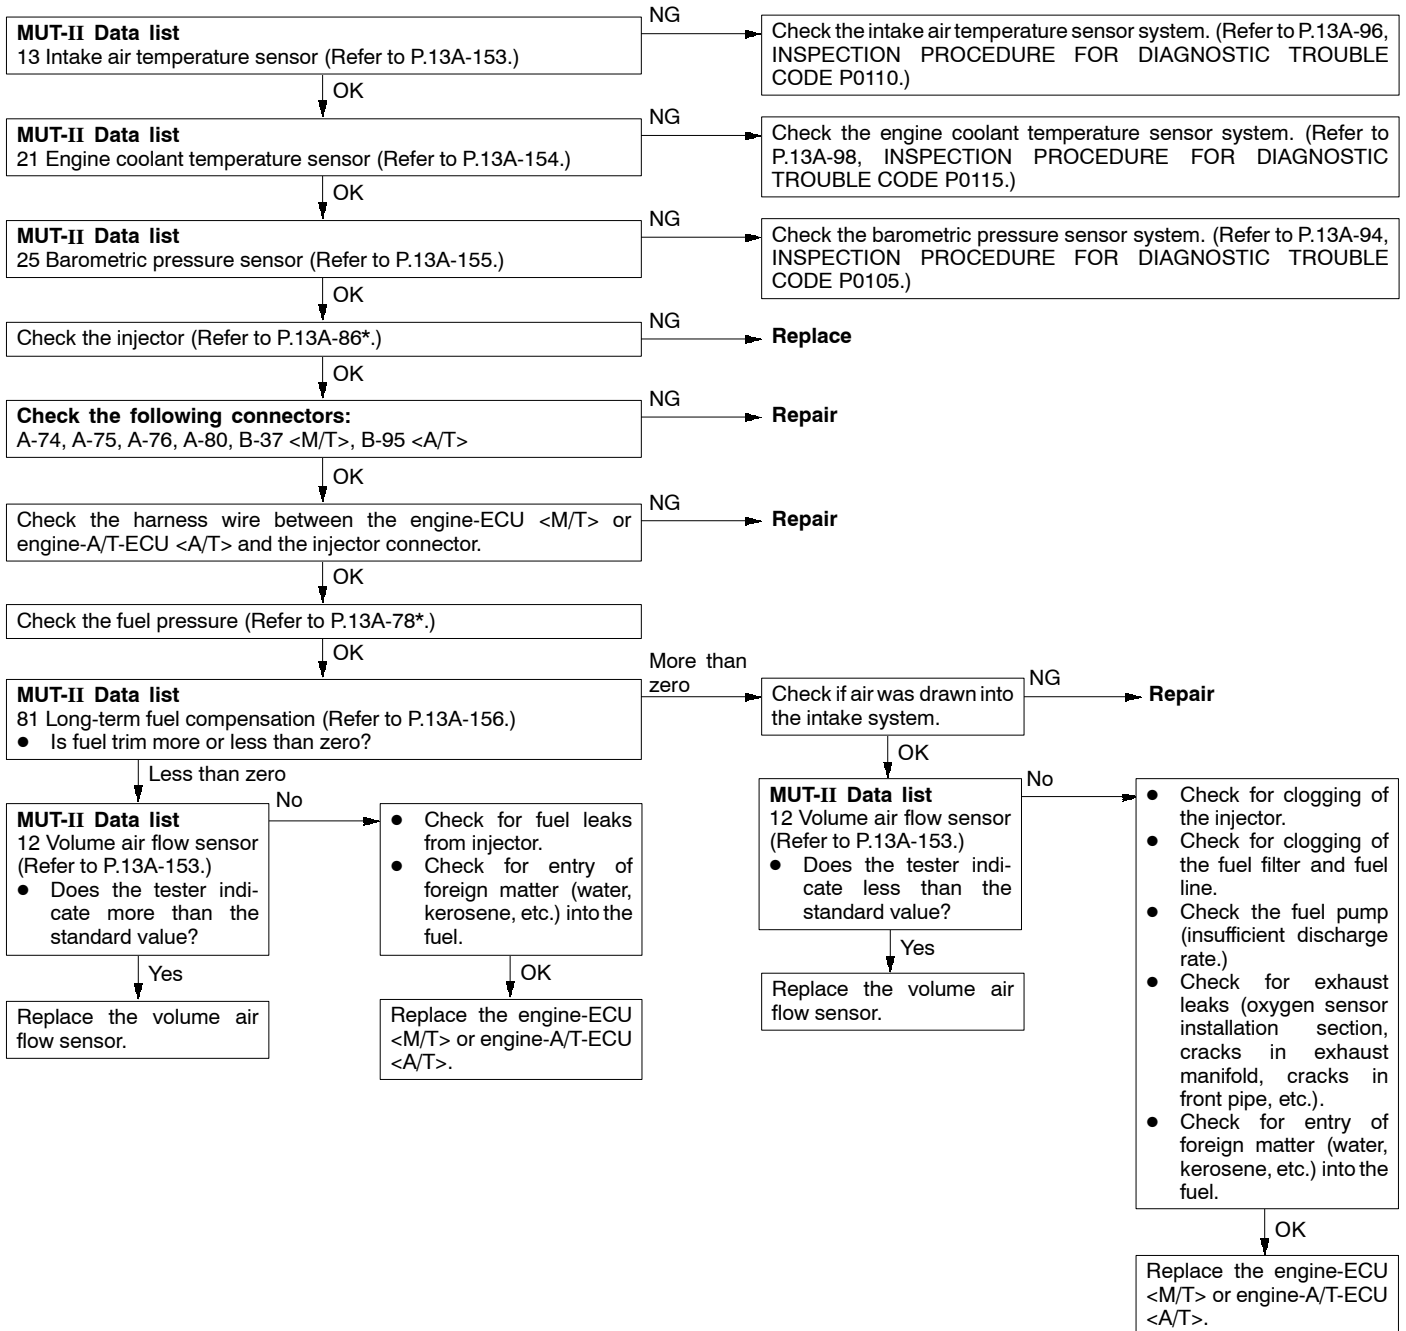 MUT-II Data list
13 Intake air temperature sensor (Refer to P.13A-153.)
NG
Check the intake air temperature sensor system. (Refer to P.13A-96,
INSPECTION PROCEDURE FOR DIAGNOSTIC TROUBLE
CODE P0110.)
OK
MUT-II Data list
21 Engine coolant temperature sensor (Refer to P.13A-154.)
NG
Check the engine coolant temperature sensor system. (Refer to
P.13A-98, INSPECTION PROCEDURE FOR DIAGNOSTIC
TROUBLE CODE P0115.)
OK
MUT-II Data list
25 Barometric pressure sensor (Refer to P.13A-155.)
NG
Check the barometric pressure sensor system. (Refer to P.13A-94,
INSPECTION PROCEDURE FOR DIAGNOSTIC TROUBLE
CODE P0105.)
OK
Check the injector (Refer to P.13A-86*.)
NG
Replace
OK
Check the following connectors:
A-74, A-75, A-76, A-80, B-37 <M/T>, B-95 <A/T>
NG
Repair
OK
Check the harness wire between the engine-ECU <M/T> or
engine-A/T-ECU <A/T> and the injector connector.
NG
Repair
OK
Check the fuel pressure (Refer to P.13A-78*.)
OK
MUT-II Data list
81 Long-term fuel compensation (Refer to P.13A-156.)
● Is fuel trim more or less than zero?
More than
zero
Check if air was drawn into
the intake system.
NG
Repair
Less than zero
OK
MUT-II Data list
12 Volume air flow sensor
(Refer to P.13A-153.)
● Does the tester indi-
cate more than the
standard value?
No
● Check for fuel leaks
from injector.
● Check for entry of
foreign matter (water,
kerosene, etc.) into the
fuel.
Yes
Replace the volume air
flow sensor.
OK
Replace the engine-ECU
<M/T> or engine-A/T-ECU
<A/T>.
MUT-II Data list
12 Volume air flow sensor
(Refer to P.13A-153.)
● Does the tester indi-
cate less than the
standard value?
No
● Check for clogging of
the injector.
● Check for clogging of
the fuel filter and fuel
line.
● Check the fuel pump
(insufficient discharge
rate.)
● Check for exhaust
leaks (oxygen sensor
installation section,
cracks in exhaust
manifold, cracks in
front pipe, etc.).
● Check for entry of
foreign matter (water,
kerosene, etc.) into the
fuel.
Yes
Replace the volume air
flow sensor.
OK
Replace the engine-ECU
<M/T> or engine-A/T-ECU
<A/T>.